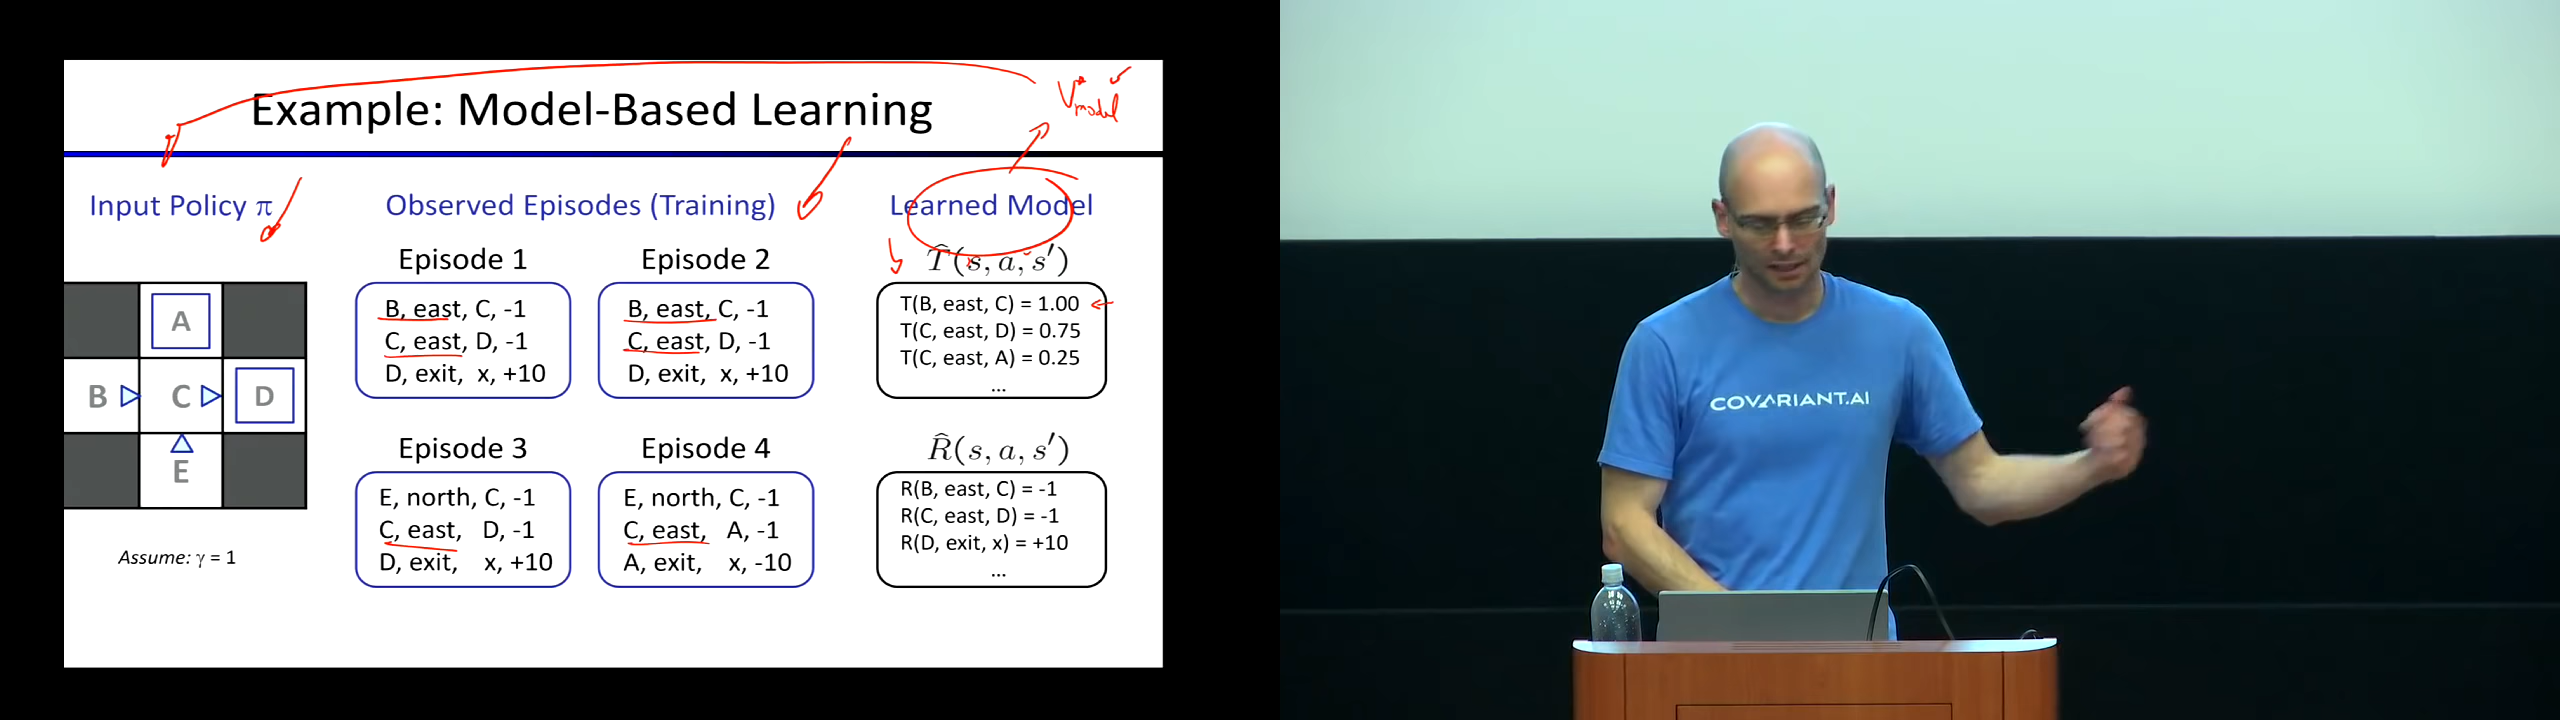 Example: Model-Based Learning
V*model
Input Policy π
A
B C D
E
Assume: γ = 1
Observed Episodes (Training)
Episode 1
B, east, C, -1
C, east, D, -1
D, exit, x, +10
Episode 2
B, east, C, -1
C, east, D, -1
D, exit, x, +10
Episode 3
E, north, C, -1
C, east, D, -1
D, exit, x, +10
Episode 4
E, north, C, -1
C, east, A, -1
A, exit, x, -10
Learned Model
T̂(s, a, s′)
T(B, east, C) = 1.00
T(C, east, D) = 0.75
T(C, east, A) = 0.25
...
R̂(s, a, s′)
R(B, east, C) = -1
R(C, east, D) = -1
R(D, exit, x) = +10
...
COVARIANT.AI